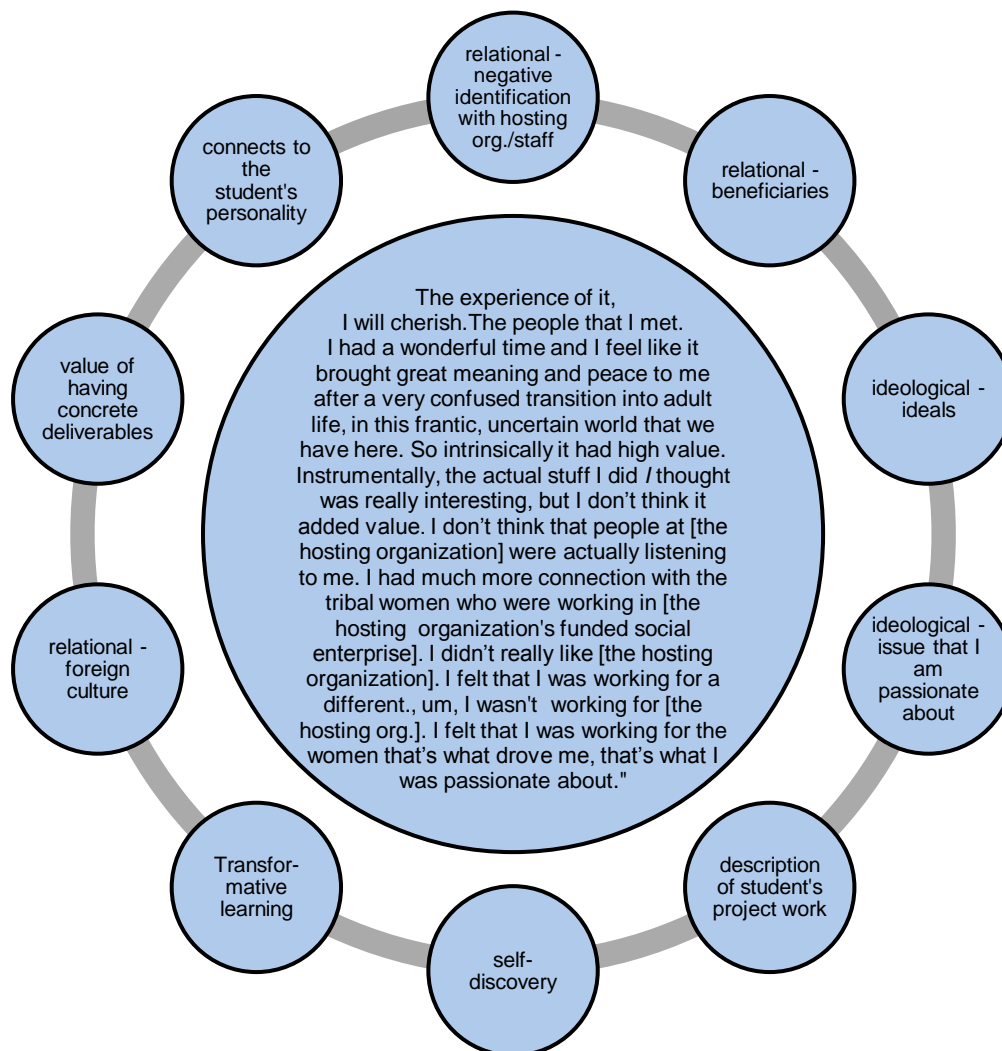 relational -
negative
identification
with hosting
org./staff
relational -
beneficiaries
ideological -
ideals
ideological -
issue that I
am
passionate
about
description
of student's
project work
self-
discovery
Transfor-
mative
learning
relational -
foreign
culture
value of
having
concrete
deliverables
connects to
the
student's
personality
The experience of it,
I will cherish.The people that I met.
I had a wonderful time and I feel like it
brought great meaning and peace to me
after a very confused transition into adult
life, in this frantic, uncertain world that we
have here. So intrinsically it had high value.
Instrumentally, the actual stuff I did I thought
was really interesting, but I don’t think it
added value. I don’t think that people at [the
hosting organization] were actually listening
to me. I had much more connection with the
tribal women who were working in [the
hosting organization's funded social
enterprise]. I didn’t really like [the hosting
organization]. I felt that I was working for a
different., um, I wasn't working for [the
hosting org.]. I felt that I was working for the
women that’s what drove me, that’s what I
was passionate about."